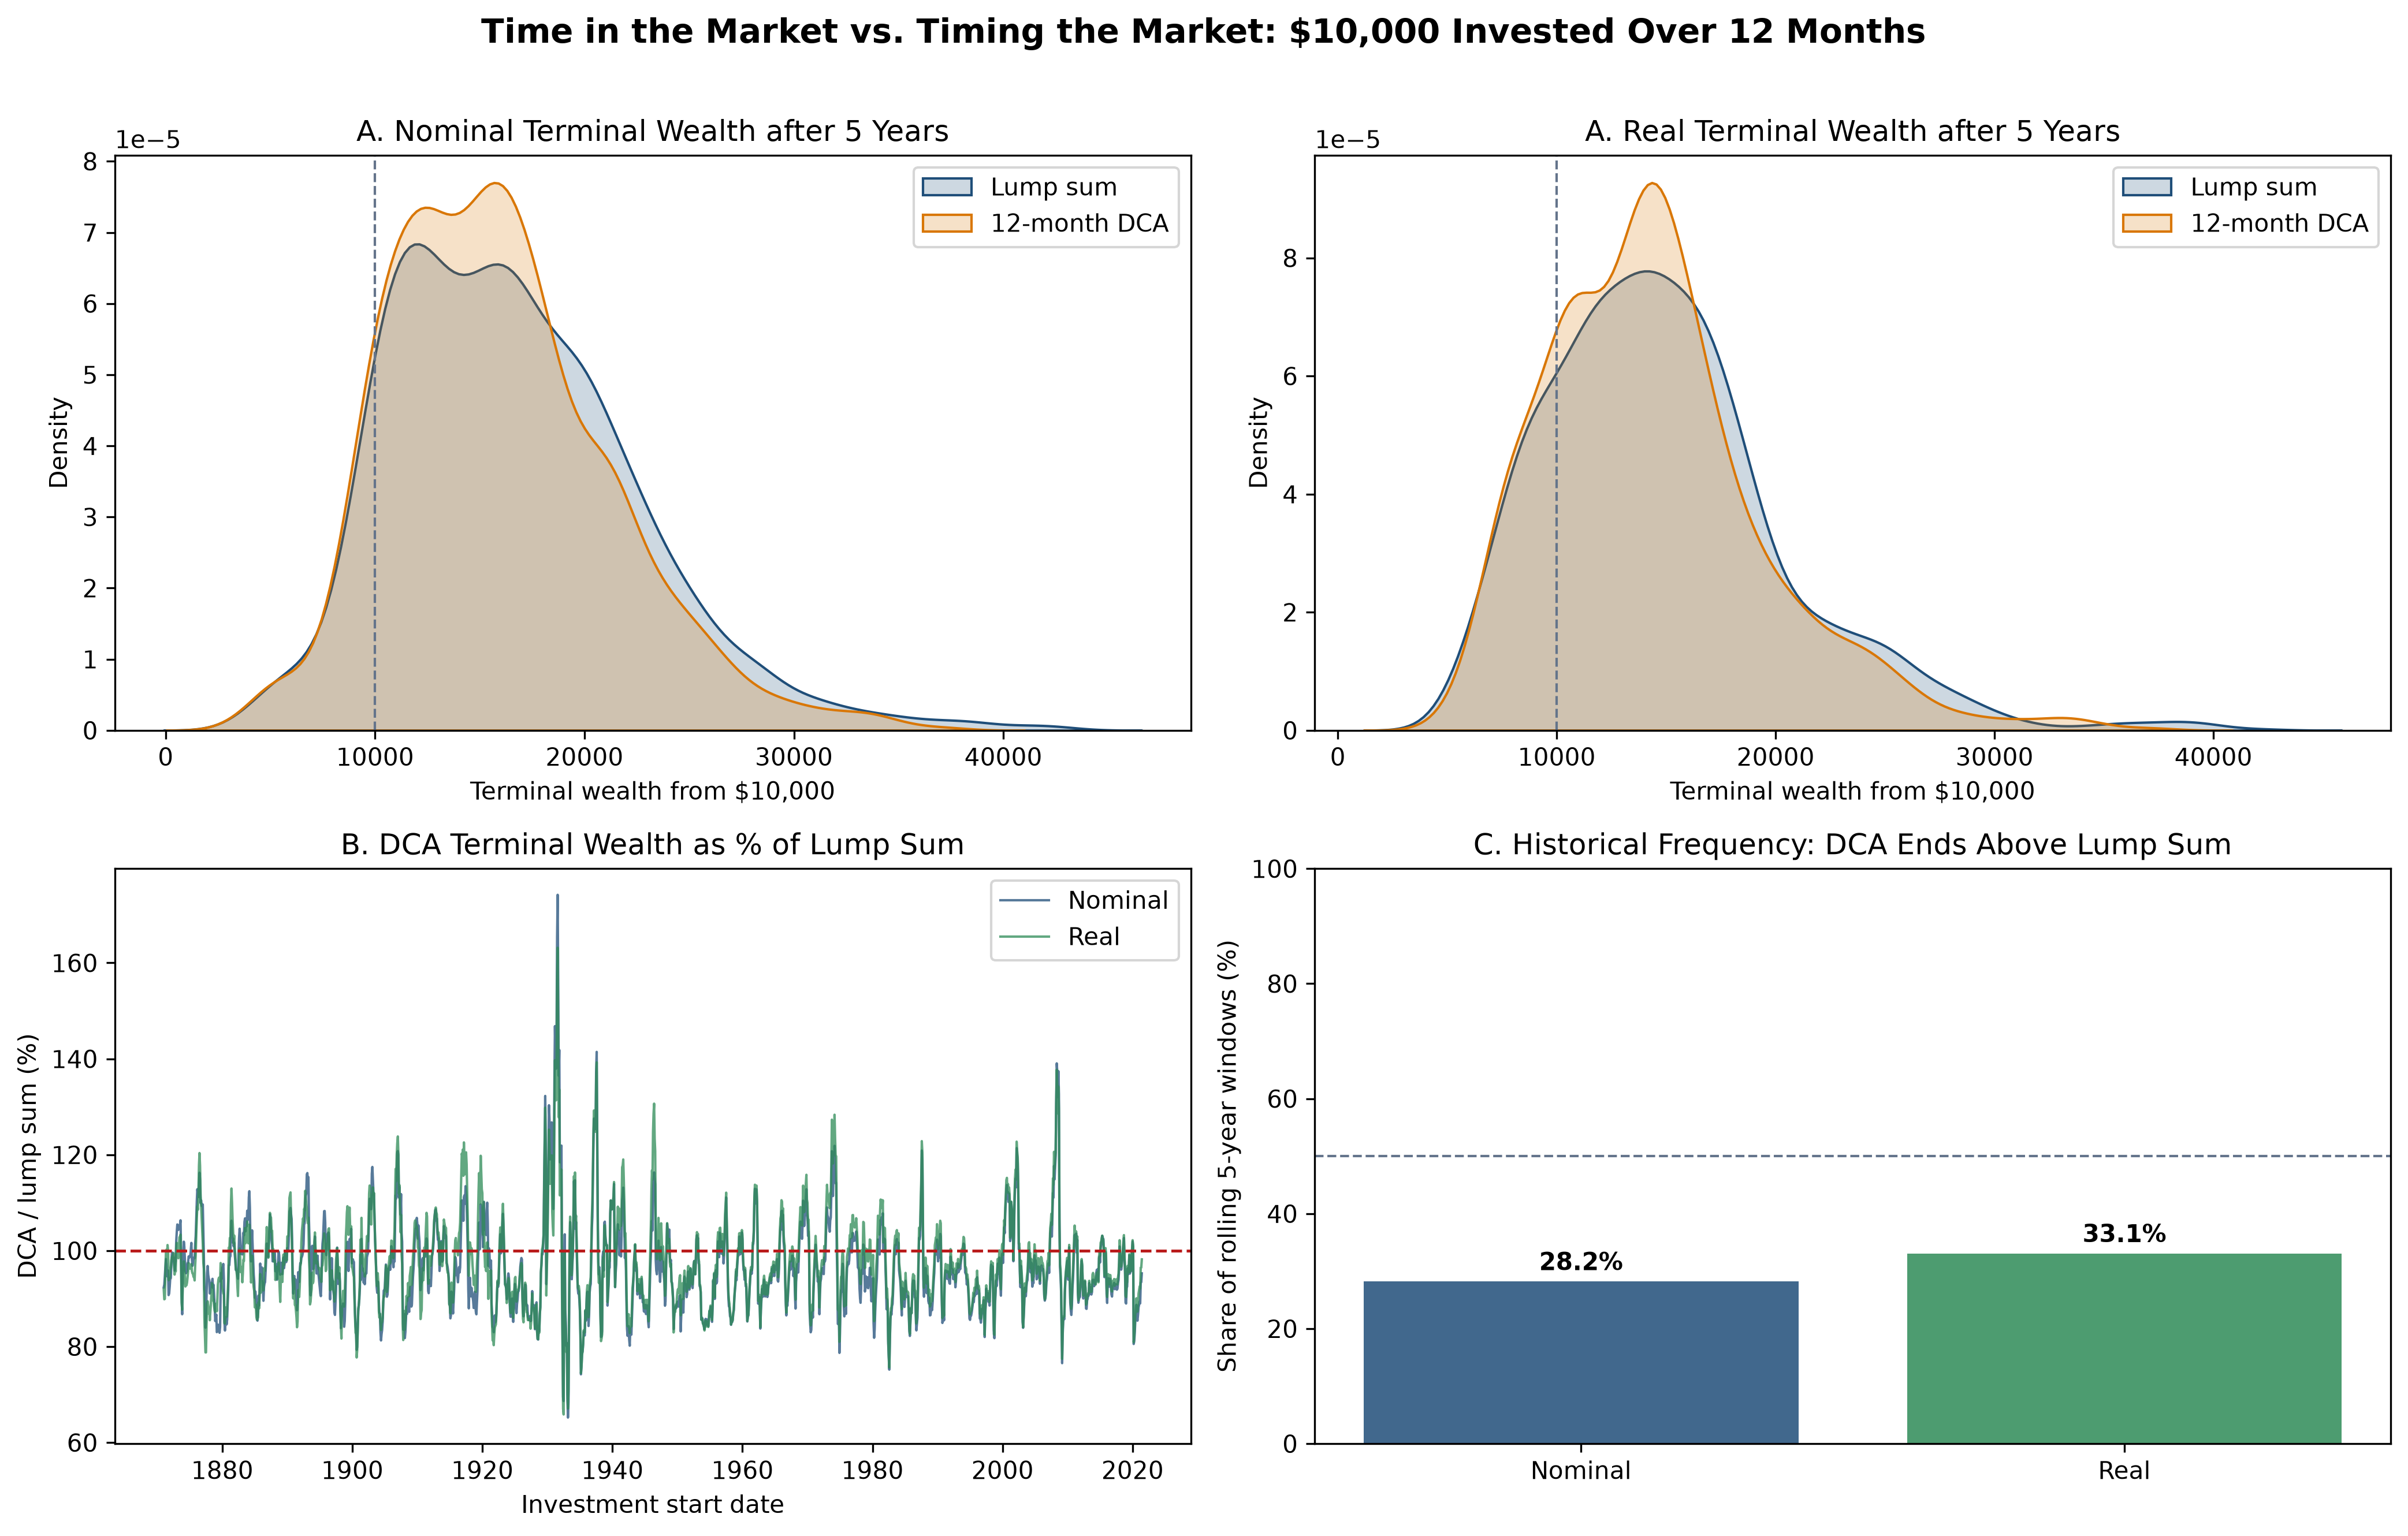 Time in the Market vs. Timing the Market: $10,000 Invested Over 12 Months
A. Nominal Terminal Wealth after 5 Years
1e−5
Lump sum
12-month DCA
8
7
6
5
4
3
2
1
0
Density
0 10000 20000 30000 40000
Terminal wealth from $10,000
A. Real Terminal Wealth after 5 Years
1e−5
Lump sum
12-month DCA
8
6
4
2
0
Density
0 10000 20000 30000 40000
Terminal wealth from $10,000
B. DCA Terminal Wealth as % of Lump Sum
Nominal
Real
160
140
120
100
80
60
DCA / lump sum (%)
1880 1900 1920 1940 1960 1980 2000 2020
Investment start date
C. Historical Frequency: DCA Ends Above Lump Sum
100
80
60
40
20
0
Share of rolling 5-year windows (%)
28.2%
33.1%
Nominal Real